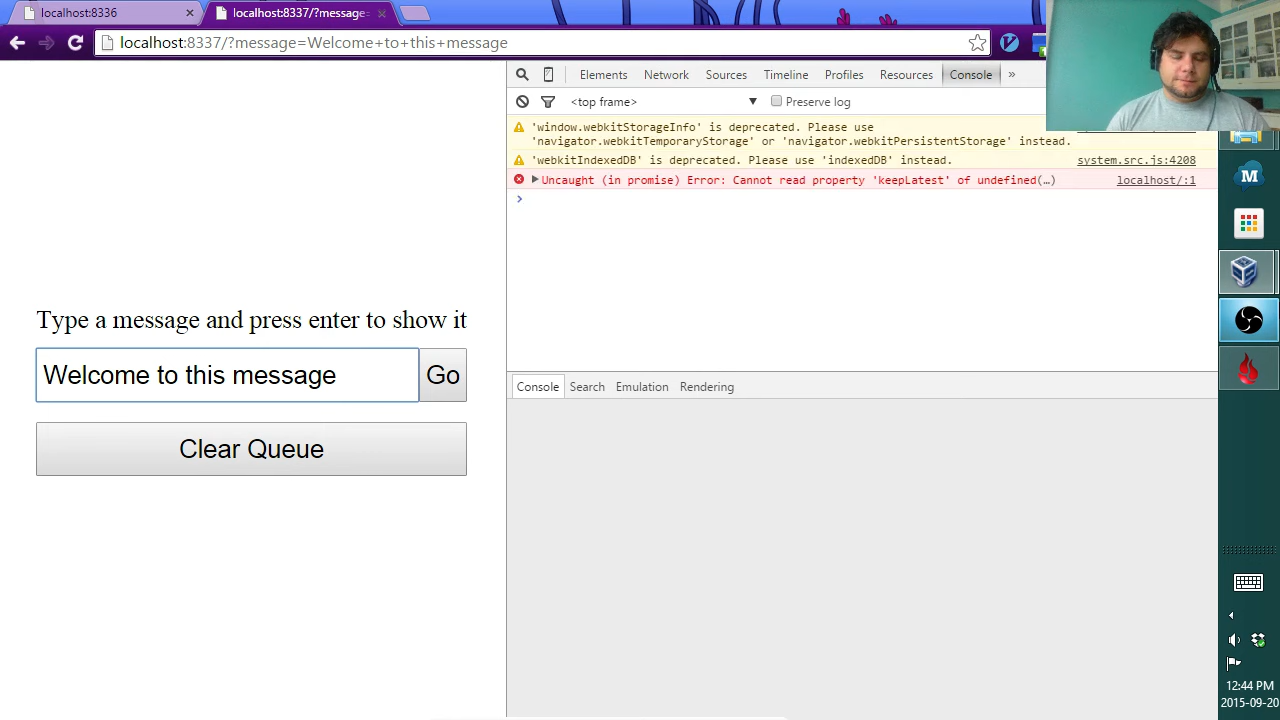 localhost:8336
localhost:8337/?message=
localhost:8337/?message=Welcome+to+this+message
Elements Network Sources Timeline Profiles Resources Console »
<top frame> Preserve log
'window.webkitStorageInfo' is deprecated. Please use
'navigator.webkitTemporaryStorage' or 'navigator.webkitPersistentStorage' instead.
'webkitIndexedDB' is deprecated. Please use 'indexedDB' instead. system.src.js:4208
Uncaught (in promise) Error: Cannot read property 'keepLatest' of undefined(…) localhost/:1
>
Type a message and press enter to show it
Welcome to this message Go
Clear Queue
Console Search Emulation Rendering
M
12:44 PM
2015-09-20